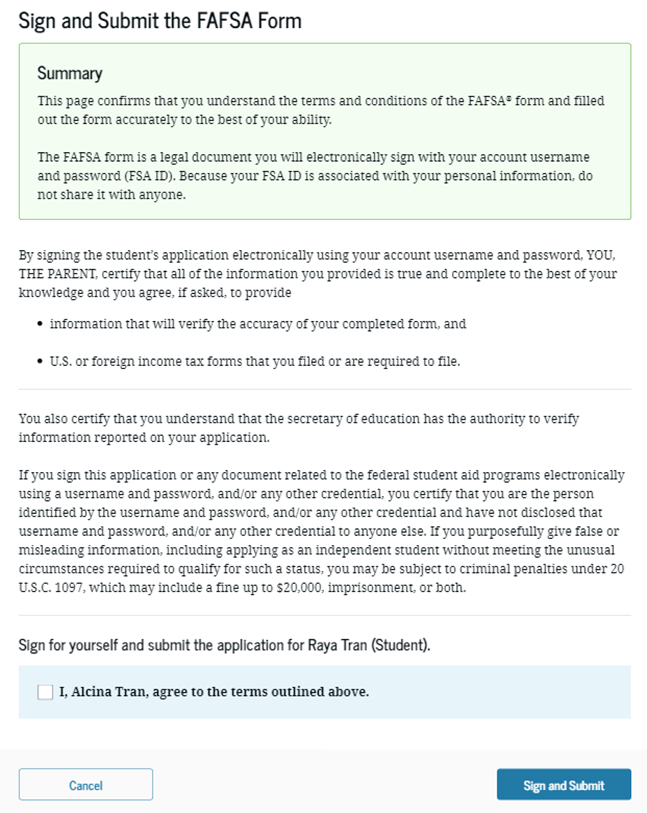 Sign and Submit the FAFSA Form
Summary
This page confirms that you understand the terms and conditions of the FAFSA® form and filled
out the form accurately to the best of your ability.
The FAFSA form is a legal document you will electronically sign with your account username
and password (FSA ID). Because your FSA ID is associated with your personal information, do
not share it with anyone.
By signing the student's application electronically using your account username and password, YOU,
THE PARENT, certify that all of the information you provided is true and complete to the best of your
knowledge and you agree, if asked, to provide
• information that will verify the accuracy of your completed form, and
• U.S. or foreign income tax forms that you filed or are required to file.
You also certify that you understand that the secretary of education has the authority to verify
information reported on your application.
If you sign this application or any document related to the federal student aid programs electronically
using a username and password, and/or any other credential, you certify that you are the person
identified by the username and password, and/or any other credential and have not disclosed that
username and password, and/or any other credential to anyone else. If you purposefully give false or
misleading information, including applying as an independent student without meeting the unusual
circumstances required to qualify for such a status, you may be subject to criminal penalties under 20
U.S.C. 1097, which may include a fine up to $20,000, imprisonment, or both.
Sign for yourself and submit the application for Raya Tran (Student).
I, Alcina Tran, agree to the terms outlined above.
Cancel
Sign and Submit